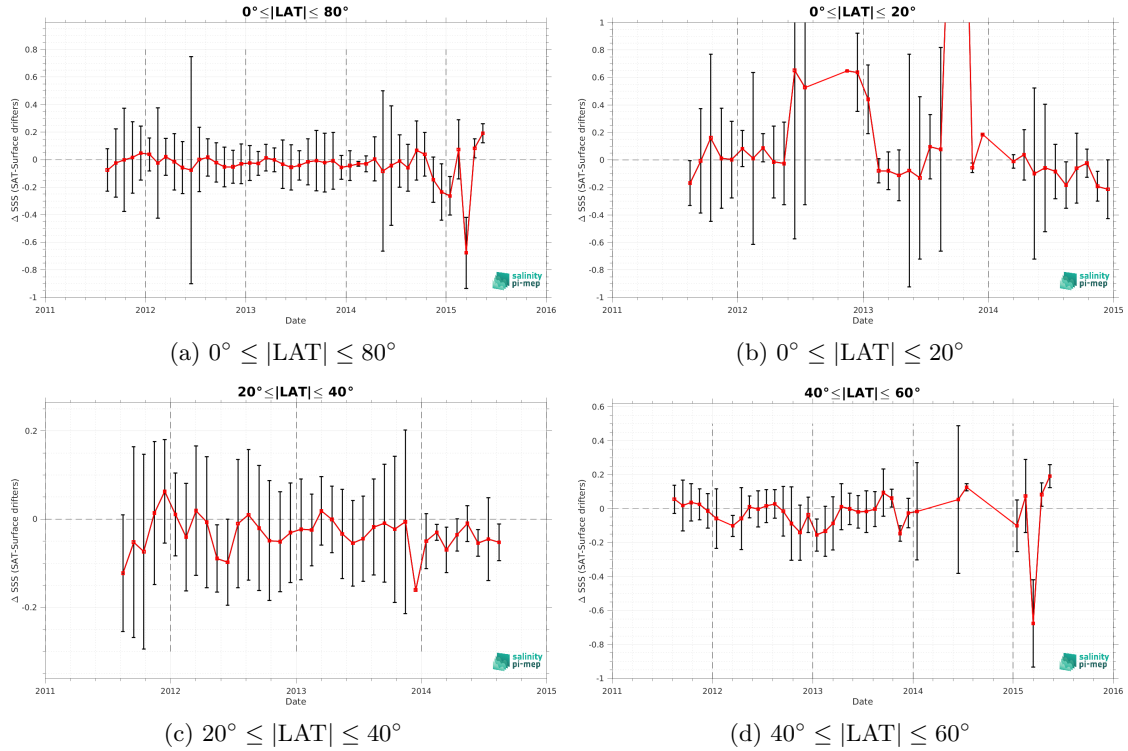 0°≤|LAT|≤ 80°
Δ SSS (SAT-Surface drifters)
0.8
0.6
0.4
0.2
0
-0.2
-0.4
-0.6
-0.8
-1
2011
2012
2013
2014
2015
2016
Date
salinity
pi-mep
(a) 0° ≤ |LAT| ≤ 80°
0°≤|LAT|≤ 20°
Δ SSS (SAT-Surface drifters)
1
0.8
0.6
0.4
0.2
0
-0.2
-0.4
-0.6
-0.8
-1
2011
2012
2013
2014
2015
Date
salinity
pi-mep
(b) 0° ≤ |LAT| ≤ 20°
20°≤|LAT|≤ 40°
Δ SSS (SAT-Surface drifters)
0.2
0
-0.2
2011
2012
2013
2014
2015
Date
salinity
pi-mep
(c) 20° ≤ |LAT| ≤ 40°
40°≤|LAT|≤ 60°
Δ SSS (SAT-Surface drifters)
0.6
0.4
0.2
0
-0.2
-0.4
-0.6
-0.8
-1
2011
2012
2013
2014
2015
2016
Date
salinity
pi-mep
(d) 40° ≤ |LAT| ≤ 60°